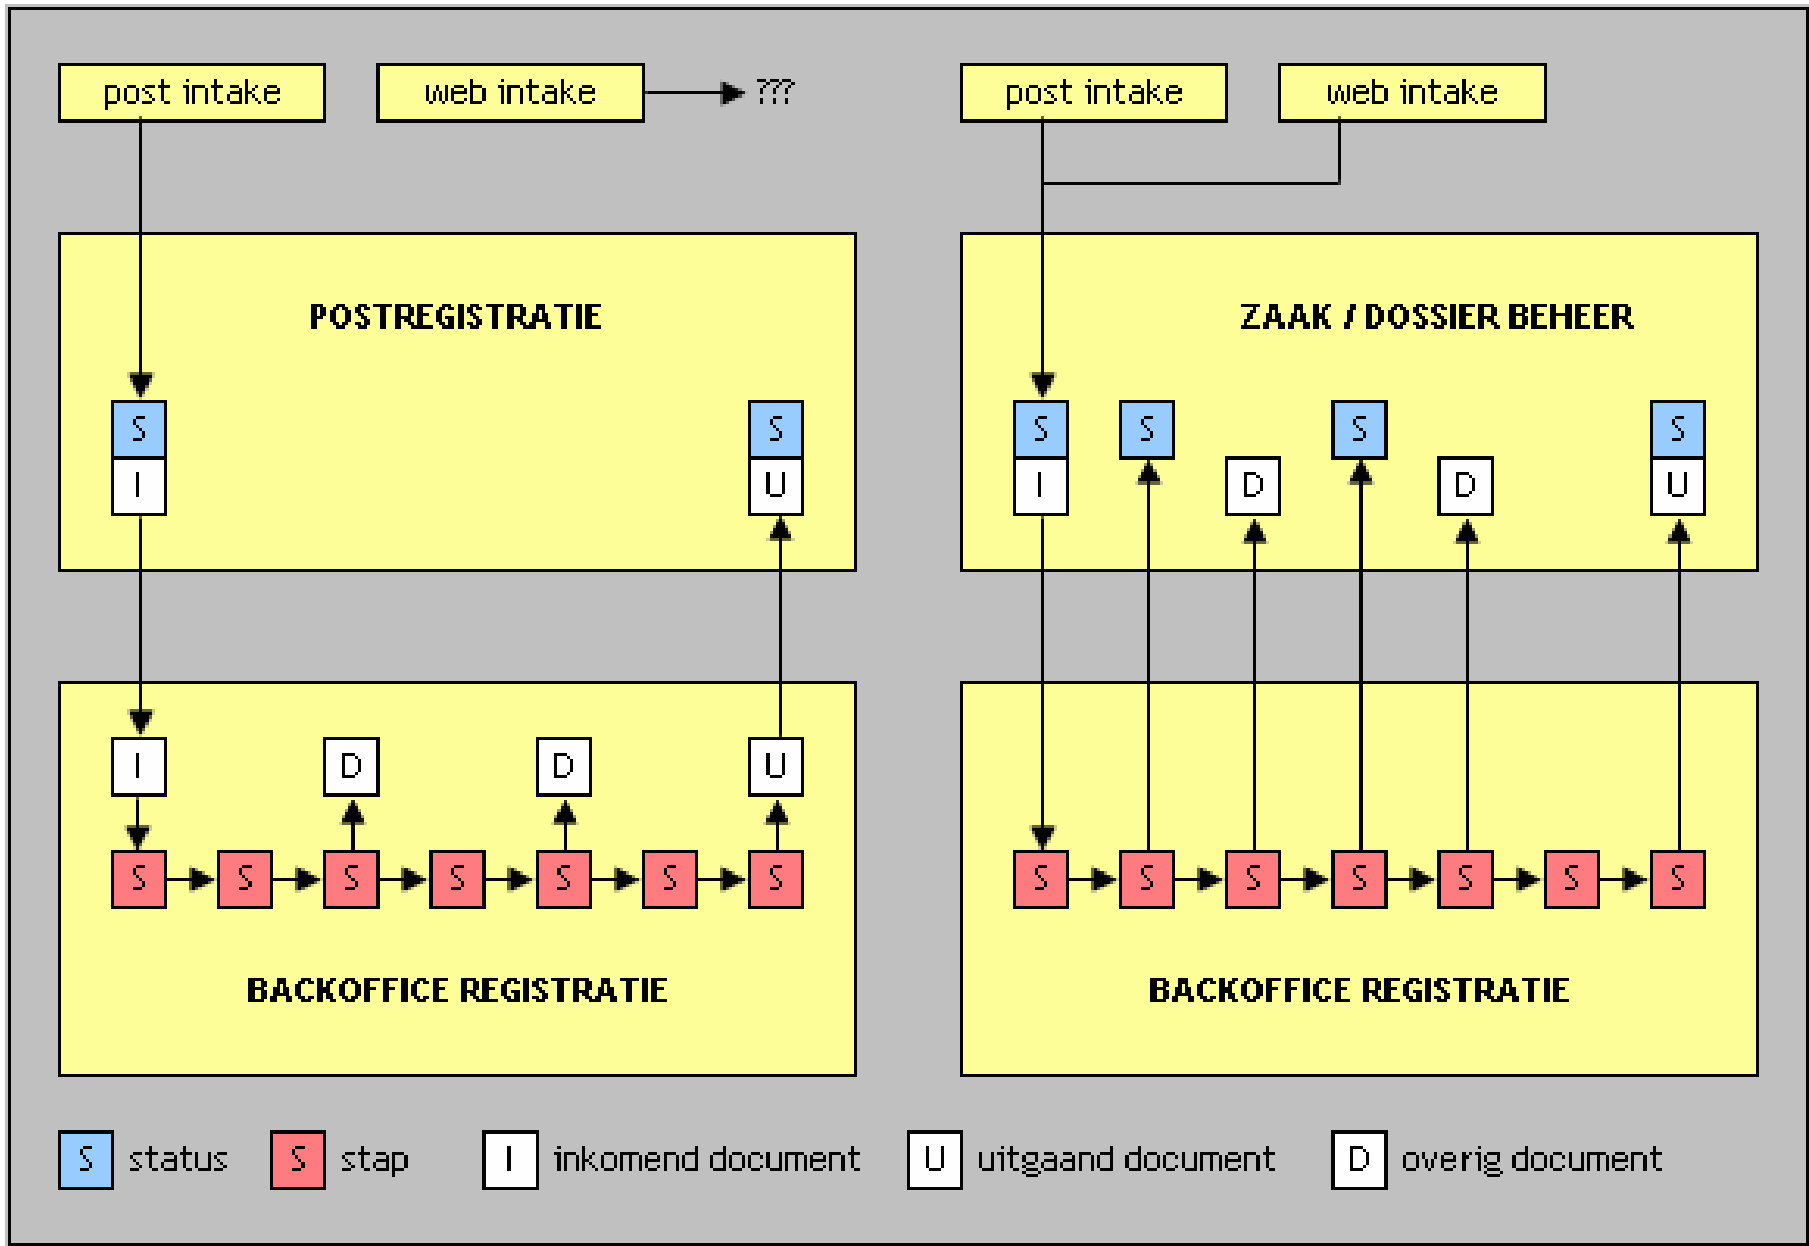 post intake
web intake
???
post intake
web intake
POSTREGISTRATIE
ZAAK / DOSSIER BEHEER
S
S
S
S
S
S
I
U
I
D
D
U
I
D
D
U
S
S
S
S
S
S
S
S
S
S
S
S
S
S
BACKOFFICE REGISTRATIE
BACKOFFICE REGISTRATIE
S status
S stap
I inkomend document
U uitgaand document
D overig document